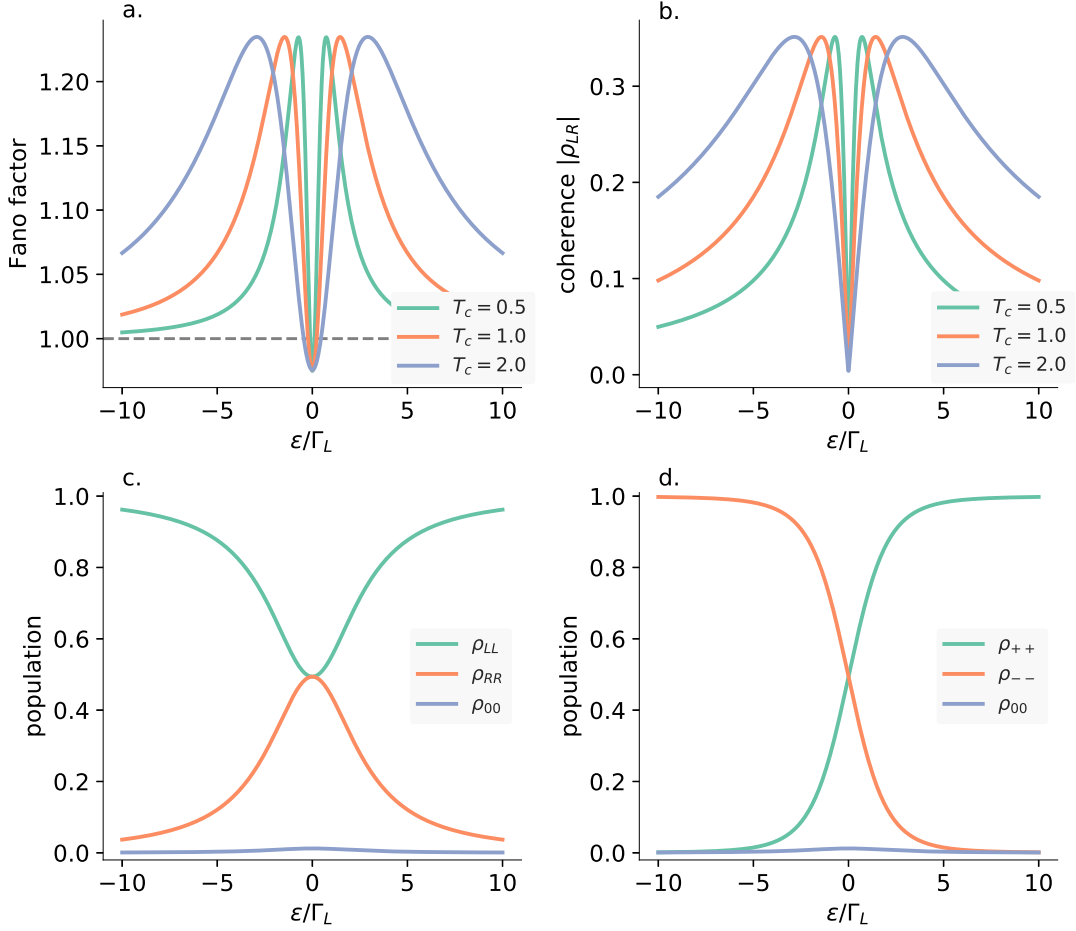 a.
Fano factor
1.20
1.15
1.10
1.05
1.00
−10
−5
0
5
10
ε/Γ_L
T_c = 0.5
T_c = 1.0
T_c = 2.0
b.
coherence |ρ_LR|
0.3
0.2
0.1
0.0
−10
−5
0
5
10
ε/Γ_L
T_c = 0.5
T_c = 1.0
T_c = 2.0
c.
population
1.0
0.8
0.6
0.4
0.2
0.0
−10
−5
0
5
10
ε/Γ_L
ρ_LL
ρ_RR
ρ_00
d.
population
1.0
0.8
0.6
0.4
0.2
0.0
−10
−5
0
5
10
ε/Γ_L
ρ_++
ρ_−−
ρ_00